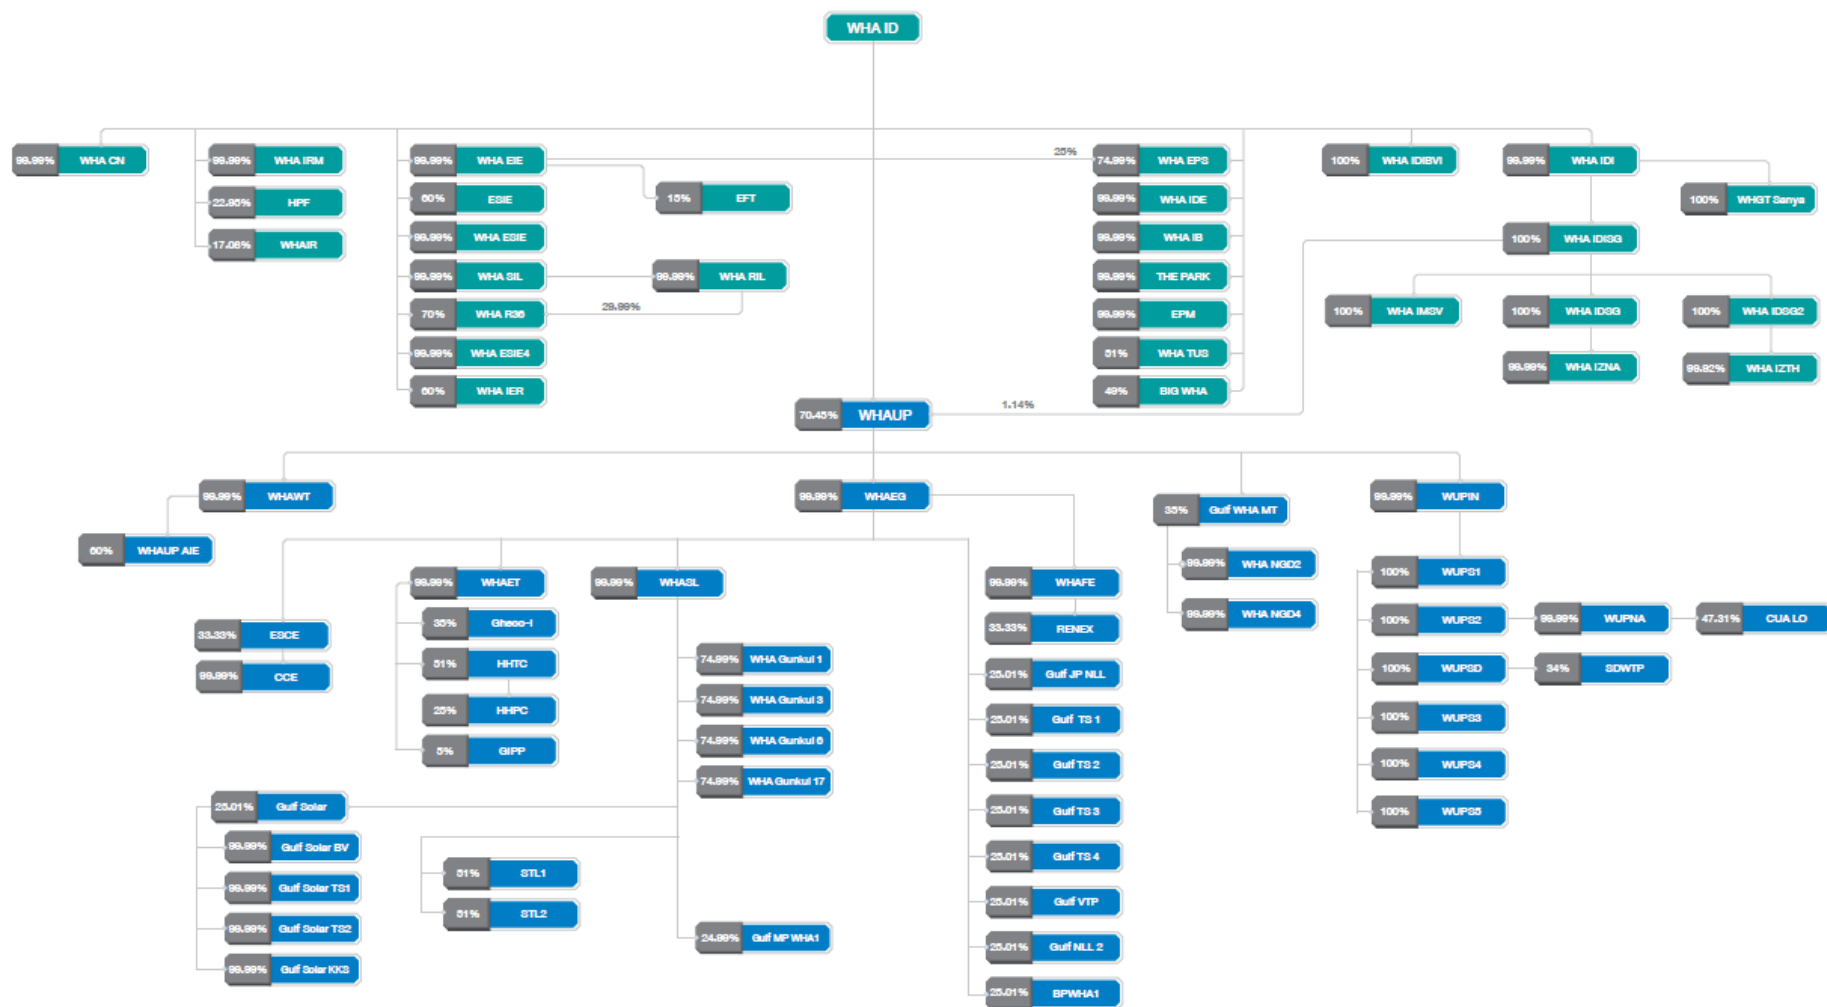 WHA ID
99.99% WHA CN
99.99% WHA IRM
22.95% HPF
17.06% WHAIR
99.99% WHA EIE
60% ESIE
99.99% WHA ESIE
99.99% WHA SIL
70% WHA R36
99.99% WHA ESIE4
60% WHA IER
15% EFT
99.99% WHA RIL
29.99%
25%
74.99% WHA EPS
99.99% WHA IDE
99.99% WHA IB
99.99% THE PARK
99.99% EPM
51% WHA TUS
49% BIG WHA
100% WHA IDIBVI
99.99% WHA IDI
100% WHGT Sanya
100% WHA IDISG
100% WHA IMSV
100% WHA IDSG
100% WHA IDSG2
99.99% WHA IZNA
99.92% WHA IZTH
70.45% WHAUP
1.14%
99.99% WHAWT
60% WHAUP AIE
99.99% WHAEG
35% Gulf WHA MT
99.99% WHA NGD2
99.99% WHA NGD4
99.99% WUPIN
100% WUPS1
100% WUPS2
99.99% WUPNA
47.31% CUA LO
100% WUPSD
34% SDWTP
100% WUPS3
100% WUPS4
100% WUPS5
33.33% ESCE
99.99% CCE
99.99% WHAET
35% Gheco-I
51% HHTC
25% HHPC
5% GIPP
99.99% WHASL
74.99% WHA Gunkul 1
74.99% WHA Gunkul 3
74.99% WHA Gunkul 6
74.99% WHA Gunkul 17
25.01% Gulf Solar
99.99% Gulf Solar BV
99.99% Gulf Solar TS1
99.99% Gulf Solar TS2
99.99% Gulf Solar KKS
51% STL1
51% STL2
24.99% Gulf MP WHA1
99.99% WHAFE
33.33% RENEX
25.01% Gulf JP NLL
25.01% Gulf TS 1
25.01% Gulf TS 2
25.01% Gulf TS 3
25.01% Gulf TS 4
25.01% Gulf VTP
25.01% Gulf NLL 2
25.01% BPWHA1